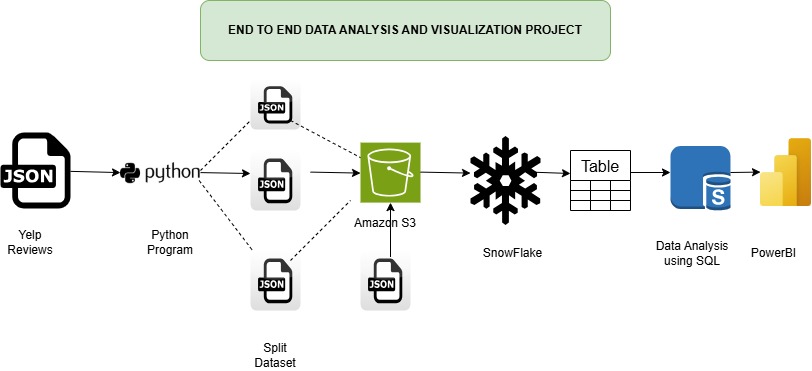 END TO END DATA ANALYSIS AND VISUALIZATION PROJECT
JSON
JSON
python
JSON
JSON
Table
S
Yelp
Reviews
Python
Program
Amazon S3
SnowFlake
Data Analysis
using SQL
PowerBI
JSON
JSON
Split
Dataset